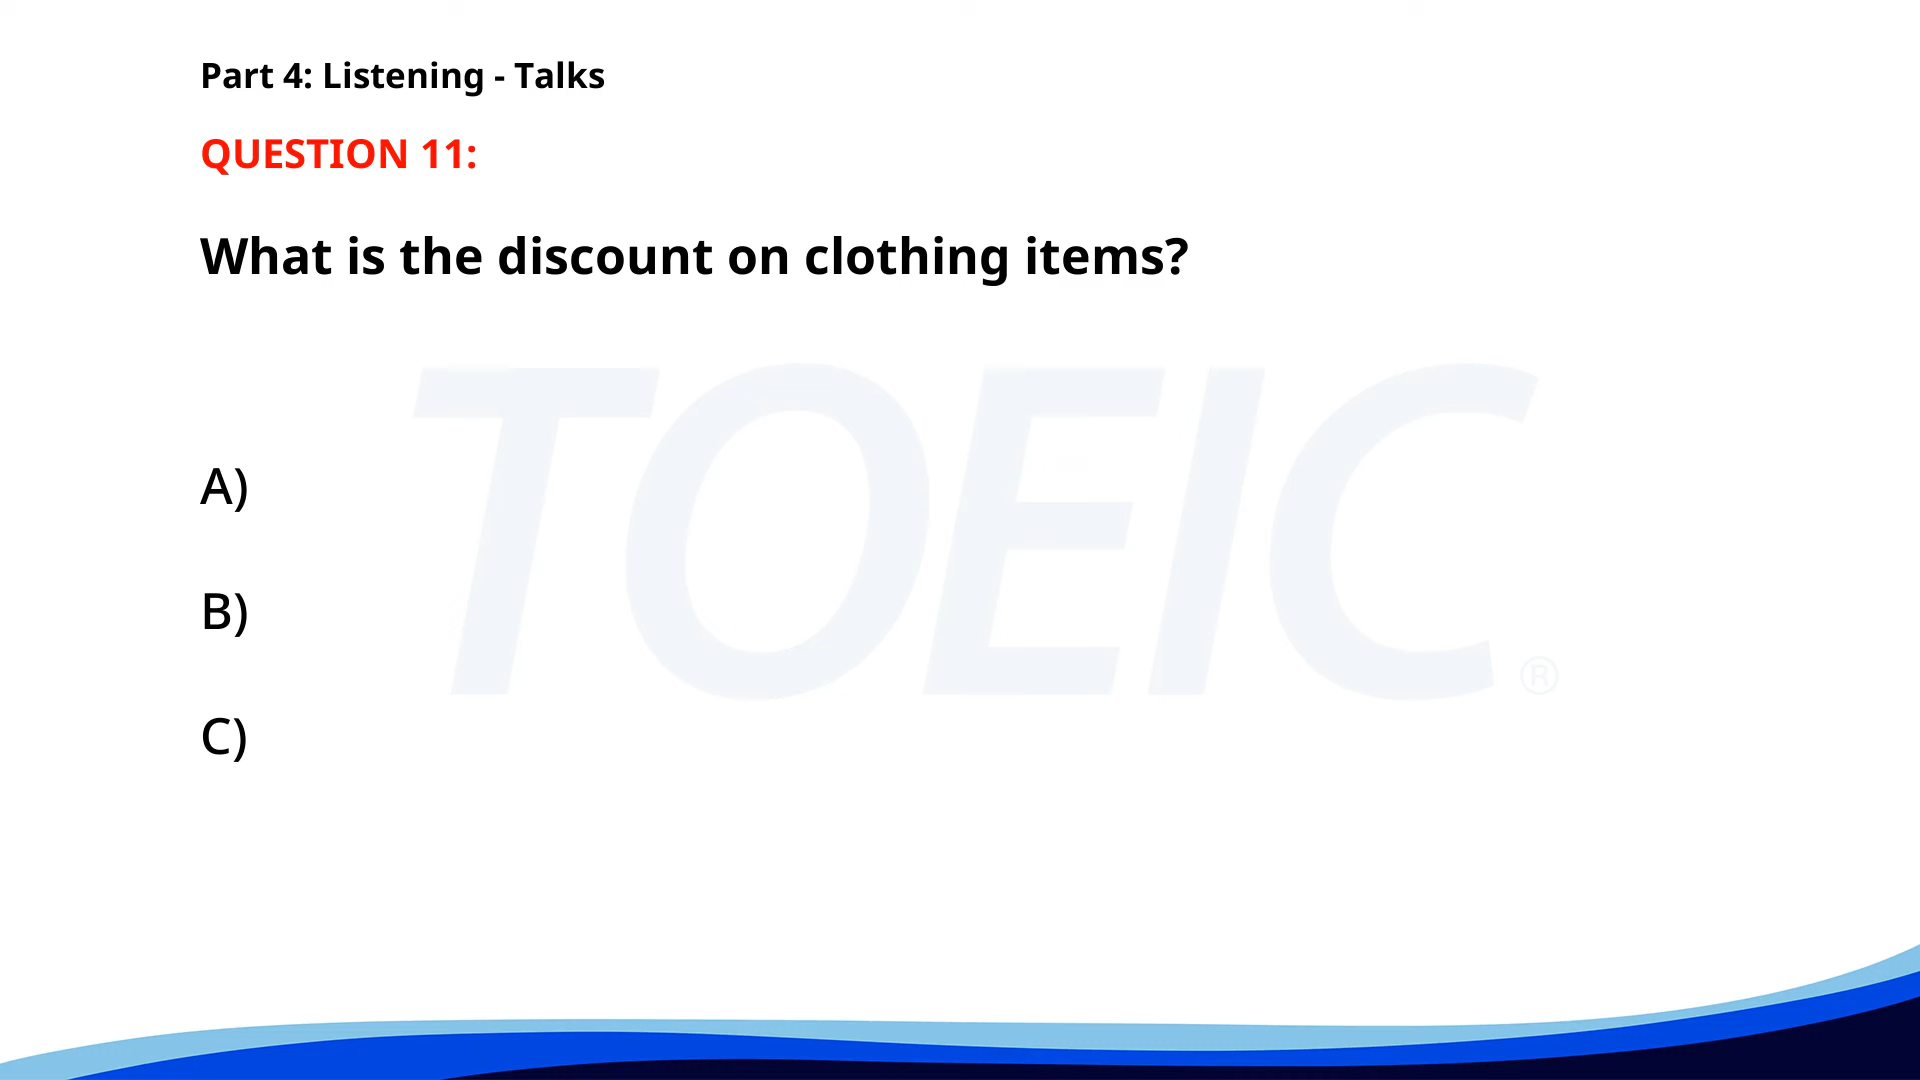 Part 4: Listening - Talks
QUESTION 11:
What is the discount on clothing items?
TOEIC®
A)
B)
C)